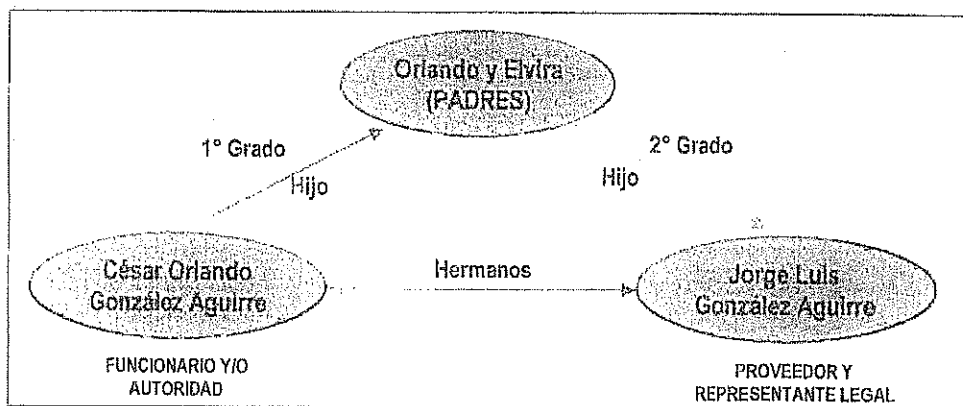 Orlando y Elvira
(PADRES)
1° Grado
Hijo
2° Grado
Hijo
César Orlando
González Aguirre
Hermanos
Jorge Luis
González Aguirre
FUNCIONARIO Y/O
AUTORIDAD
PROVEEDOR Y
REPRESENTANTE LEGAL